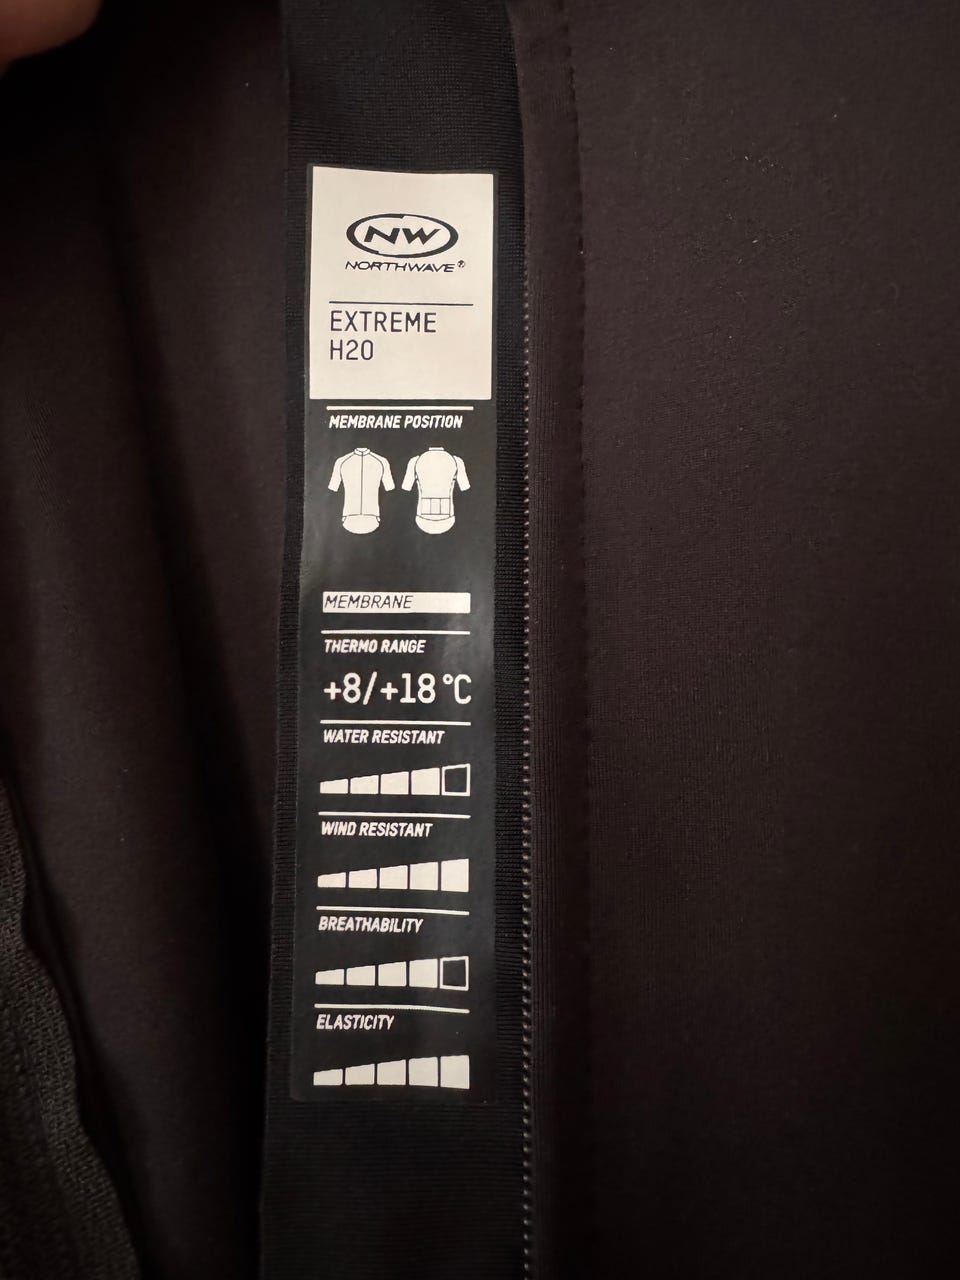 NW
NORTHWAVE®
EXTREME
H20
MEMBRANE POSITION
MEMBRANE
THERMO RANGE
+8/+18 °C
WATER RESISTANT
WIND RESISTANT
BREATHABILITY
ELASTICITY